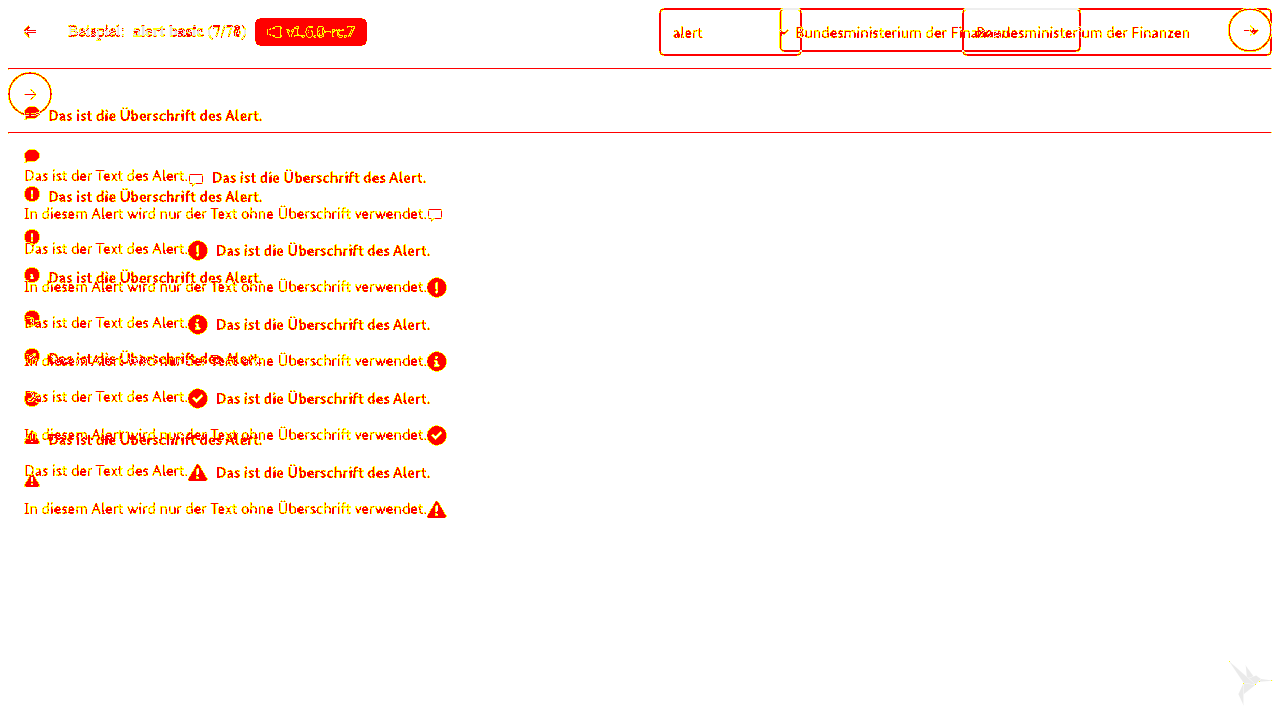 Beispiel: alert basic (7/78) v1.6.0-rc.7 alert Bundesministerium der Finanzen Bundesministerium der Finanzen
Das ist die Überschrift des Alert.
Das ist der Text des Alert. Das ist die Überschrift des Alert.
Das ist die Überschrift des Alert.
In diesem Alert wird nur der Text ohne Überschrift verwendet.
Das ist der Text des Alert. Das ist die Überschrift des Alert.
Das ist die Überschrift des Alert.
In diesem Alert wird nur der Text ohne Überschrift verwendet.
Das ist der Text des Alert. Das ist die Überschrift des Alert.
Das ist die Überschrift des Alert.
In diesem Alert wird nur der Text ohne Überschrift verwendet.
Das ist der Text des Alert. Das ist die Überschrift des Alert.
In diesem Alert wird nur der Text ohne Überschrift verwendet.
Das ist die Überschrift des Alert.
Das ist der Text des Alert. Das ist die Überschrift des Alert.
In diesem Alert wird nur der Text ohne Überschrift verwendet.